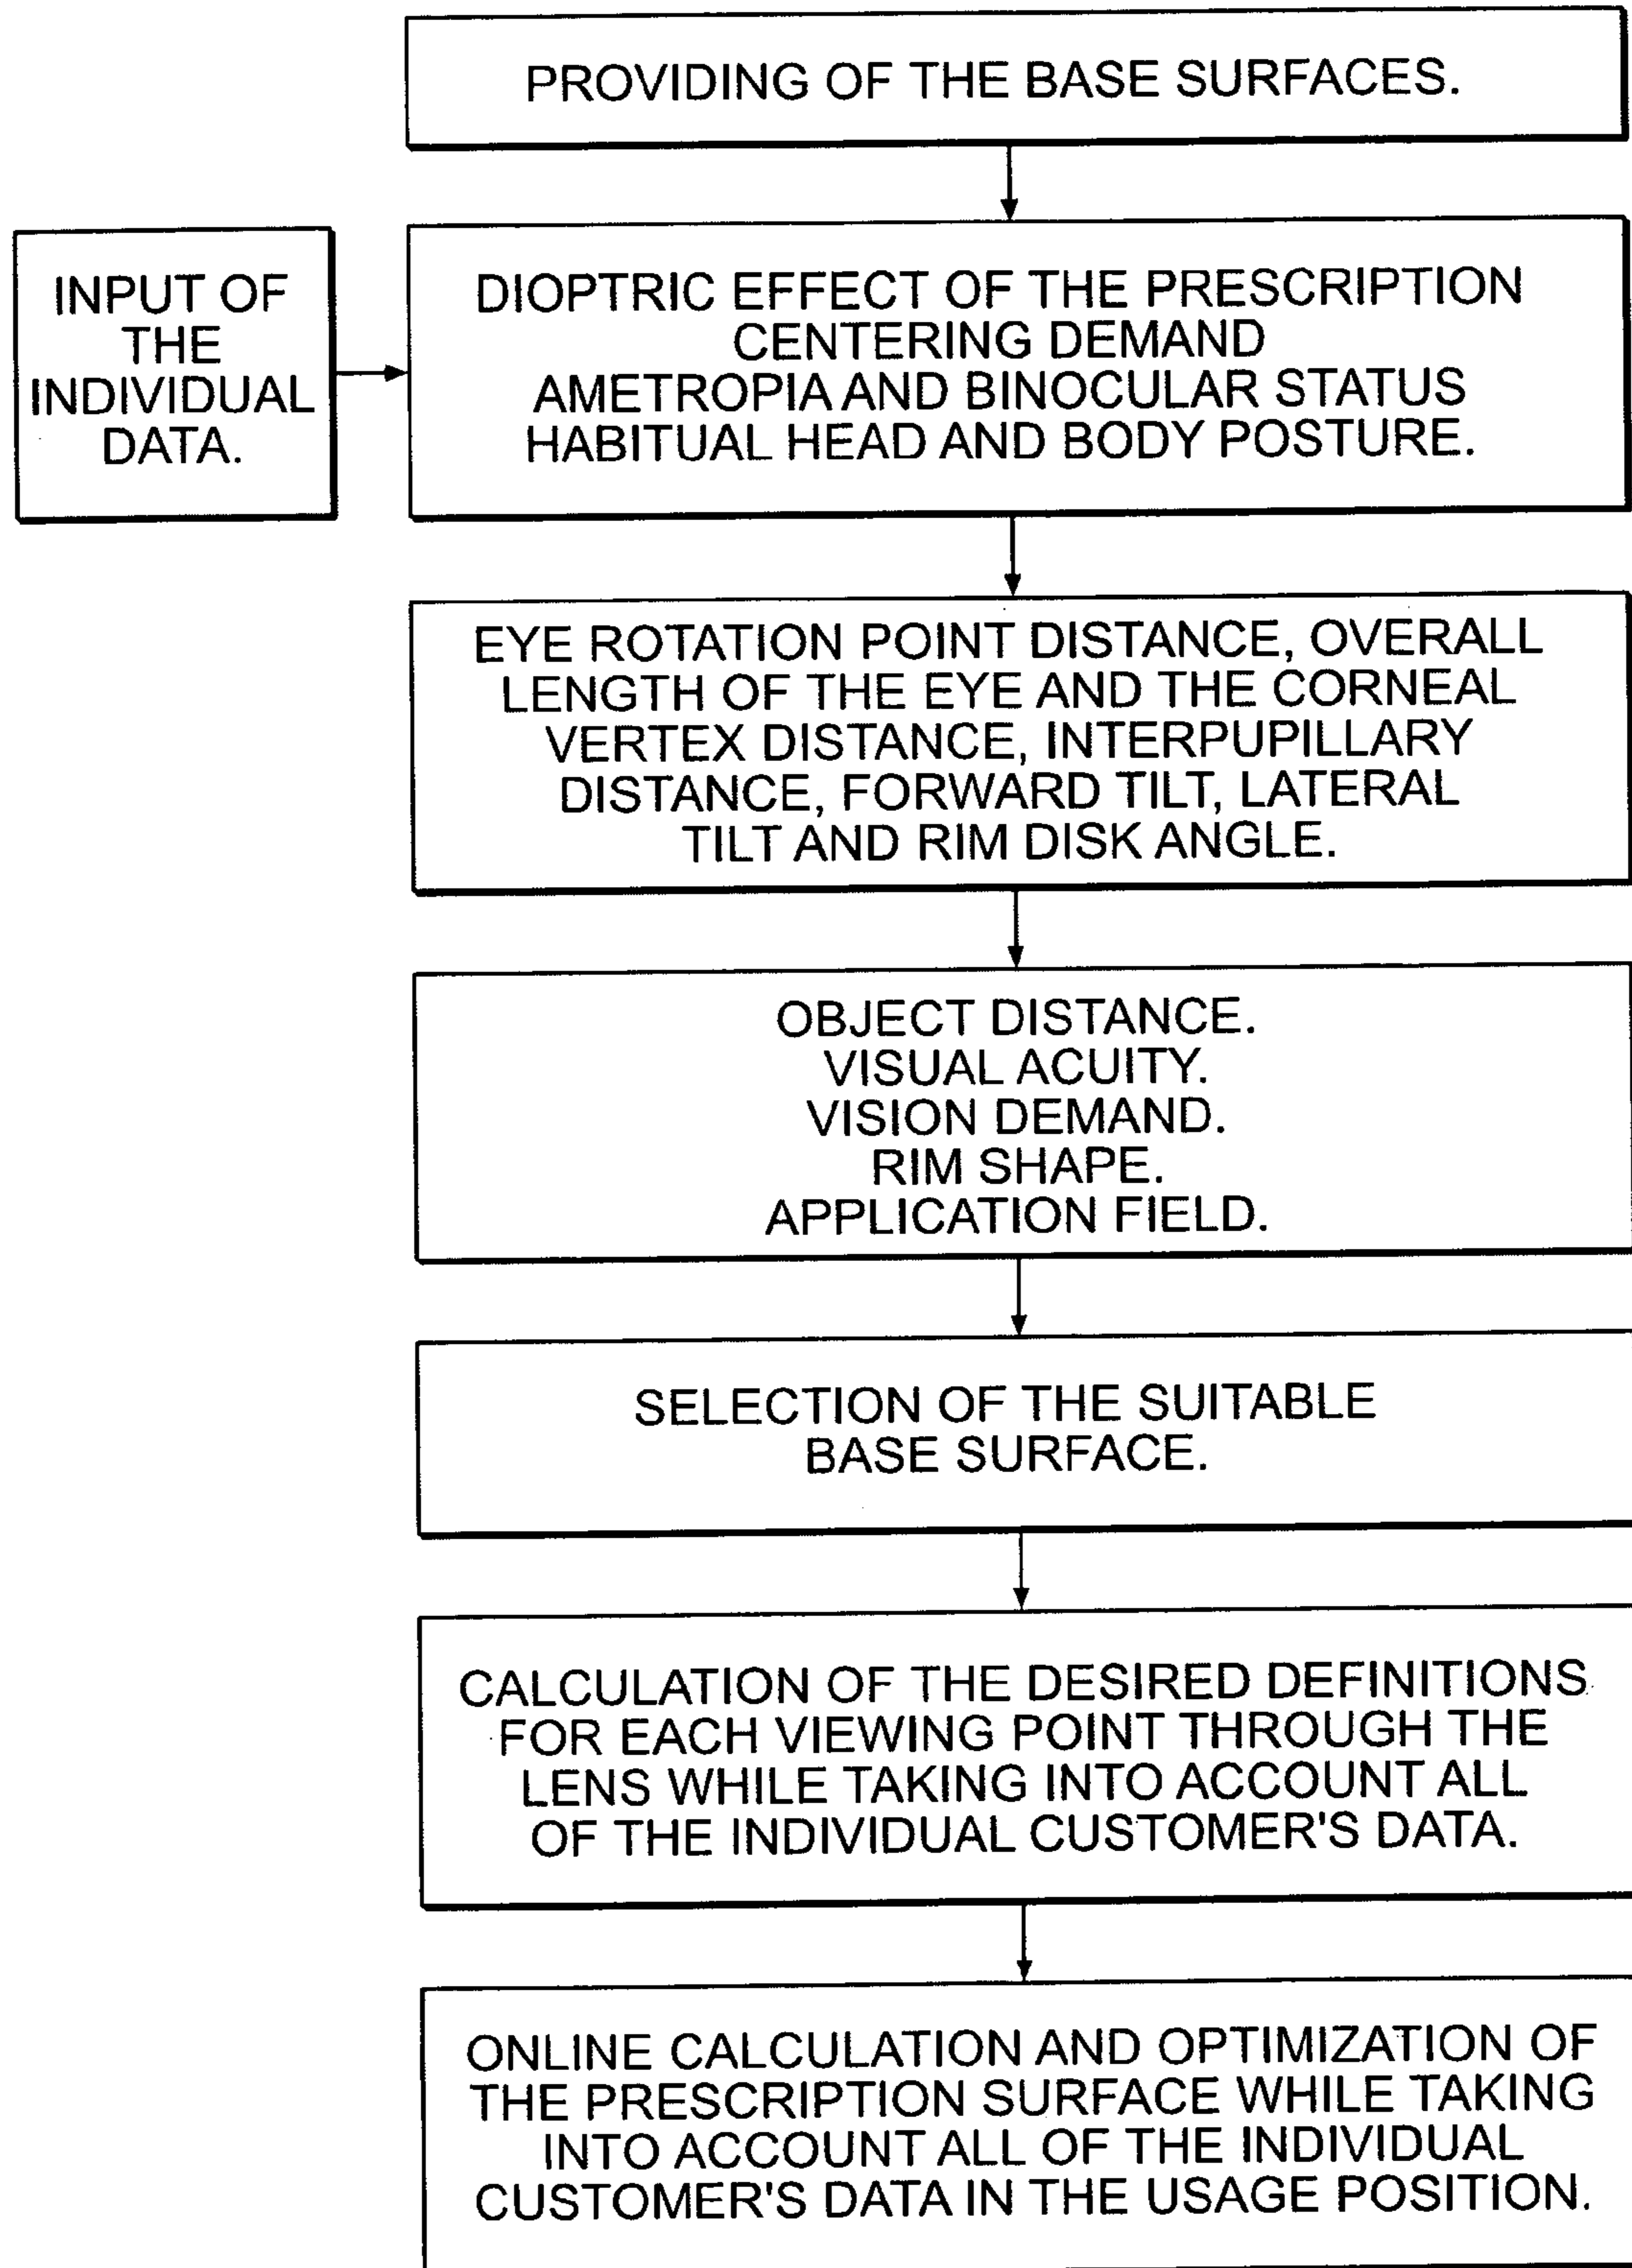 PROVIDING OF THE BASE SURFACES.
INPUT OF
THE
INDIVIDUAL
DATA.
DIOPTRIC EFFECT OF THE PRESCRIPTION
CENTERING DEMAND
AMETROPIA AND BINOCULAR STATUS
HABITUAL HEAD AND BODY POSTURE.
EYE ROTATION POINT DISTANCE, OVERALL
LENGTH OF THE EYE AND THE CORNEAL
VERTEX DISTANCE, INTERPUPILLARY
DISTANCE, FORWARD TILT, LATERAL
TILT AND RIM DISK ANGLE.
OBJECT DISTANCE.
VISUAL ACUITY.
VISION DEMAND.
RIM SHAPE.
APPLICATION FIELD.
SELECTION OF THE SUITABLE
BASE SURFACE.
CALCULATION OF THE DESIRED DEFINITIONS
FOR EACH VIEWING POINT THROUGH THE
LENS WHILE TAKING INTO ACCOUNT ALL
OF THE INDIVIDUAL CUSTOMER'S DATA.
ONLINE CALCULATION AND OPTIMIZATION OF
THE PRESCRIPTION SURFACE WHILE TAKING
INTO ACCOUNT ALL OF THE INDIVIDUAL
CUSTOMER'S DATA IN THE USAGE POSITION.